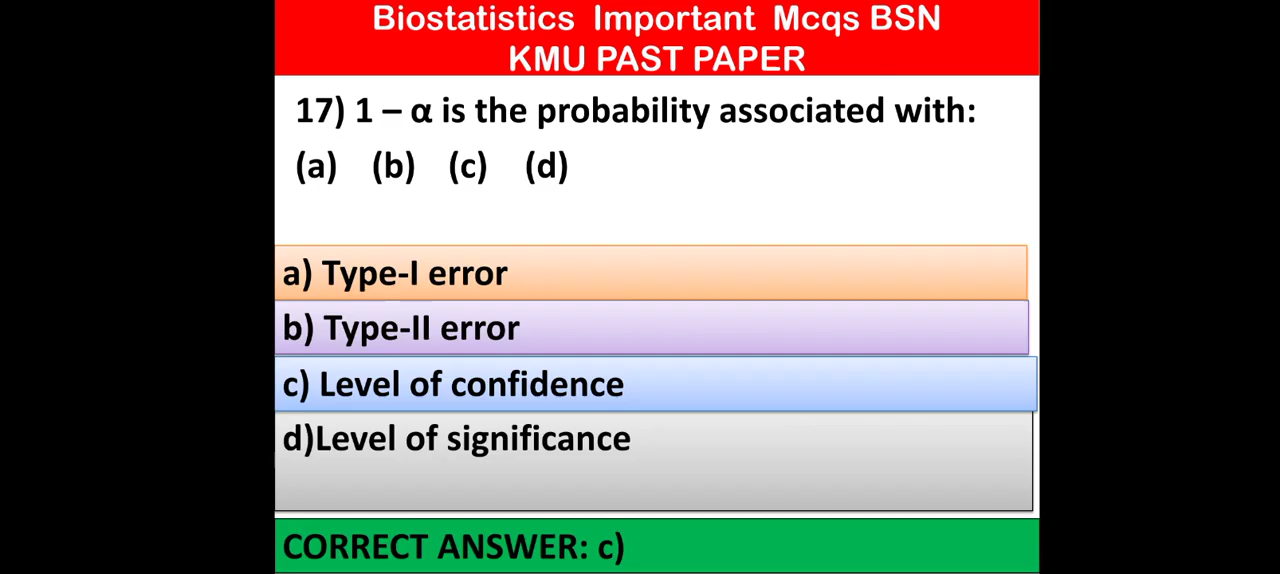 Biostatistics Important Mcqs BSN
KMU PAST PAPER
17) 1 – α is the probability associated with:
(a) (b) (c) (d)
a) Type-I error
b) Type-II error
c) Level of confidence
d)Level of significance
CORRECT ANSWER: c)